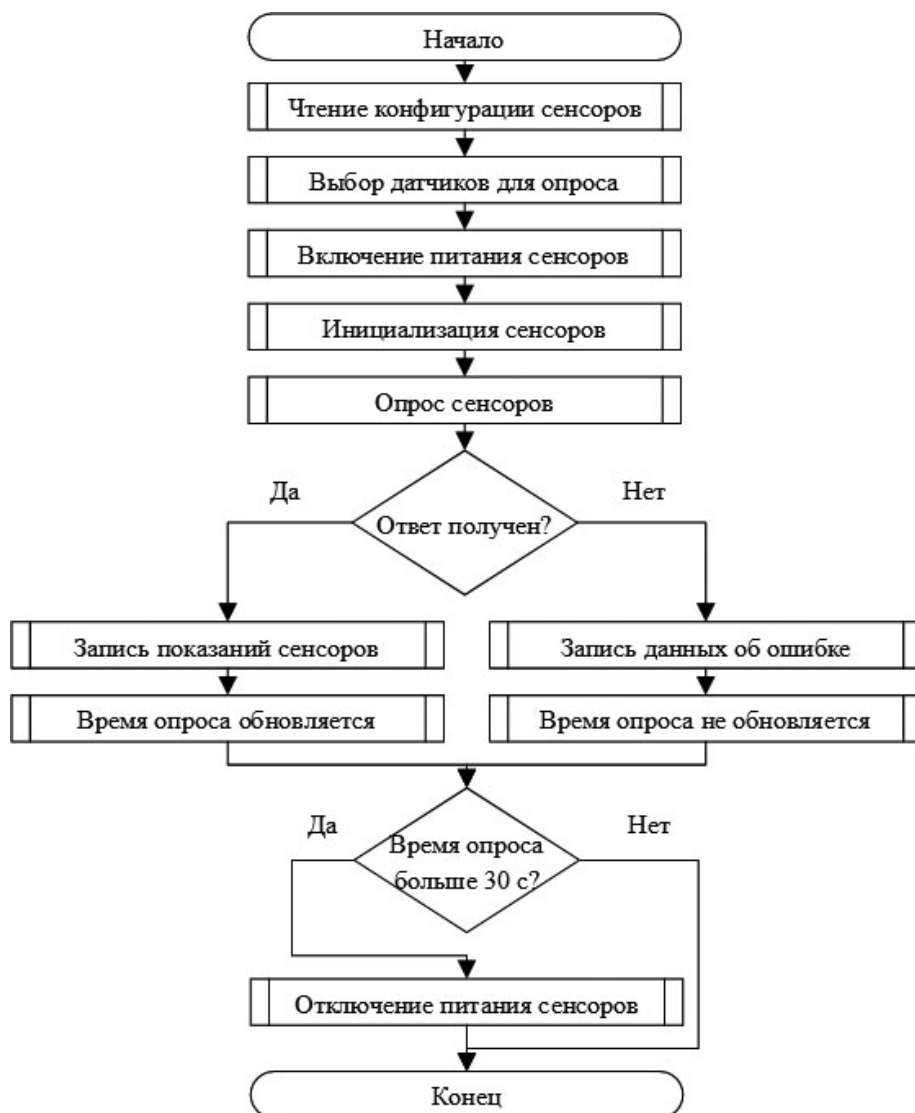 Начало
Чтение конфигурации сенсоров
Выбор датчиков для опроса
Включение питания сенсоров
Инициализация сенсоров
Опрос сенсоров
Да
Нет
Ответ получен?
Запись показаний сенсоров
Запись данных об ошибке
Время опроса обновляется
Время опроса не обновляется
Да
Нет
Время опроса
больше 30 с?
Отключение питания сенсоров
Конец